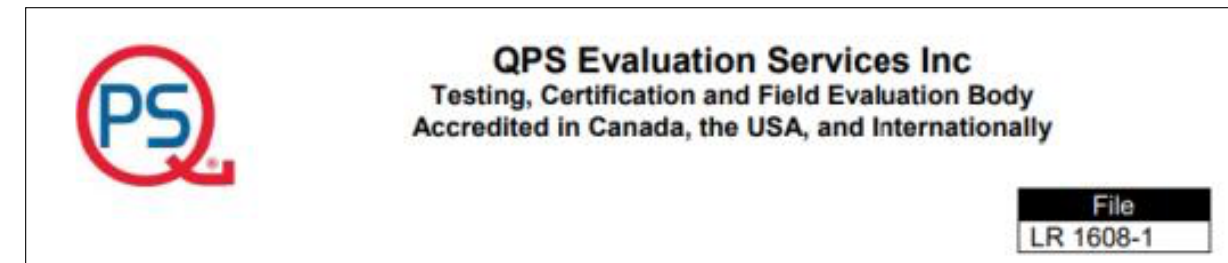 QPS
QPS Evaluation Services Inc
Testing, Certification and Field Evaluation Body
Accredited in Canada, the USA, and Internationally
File
LR 1608-1